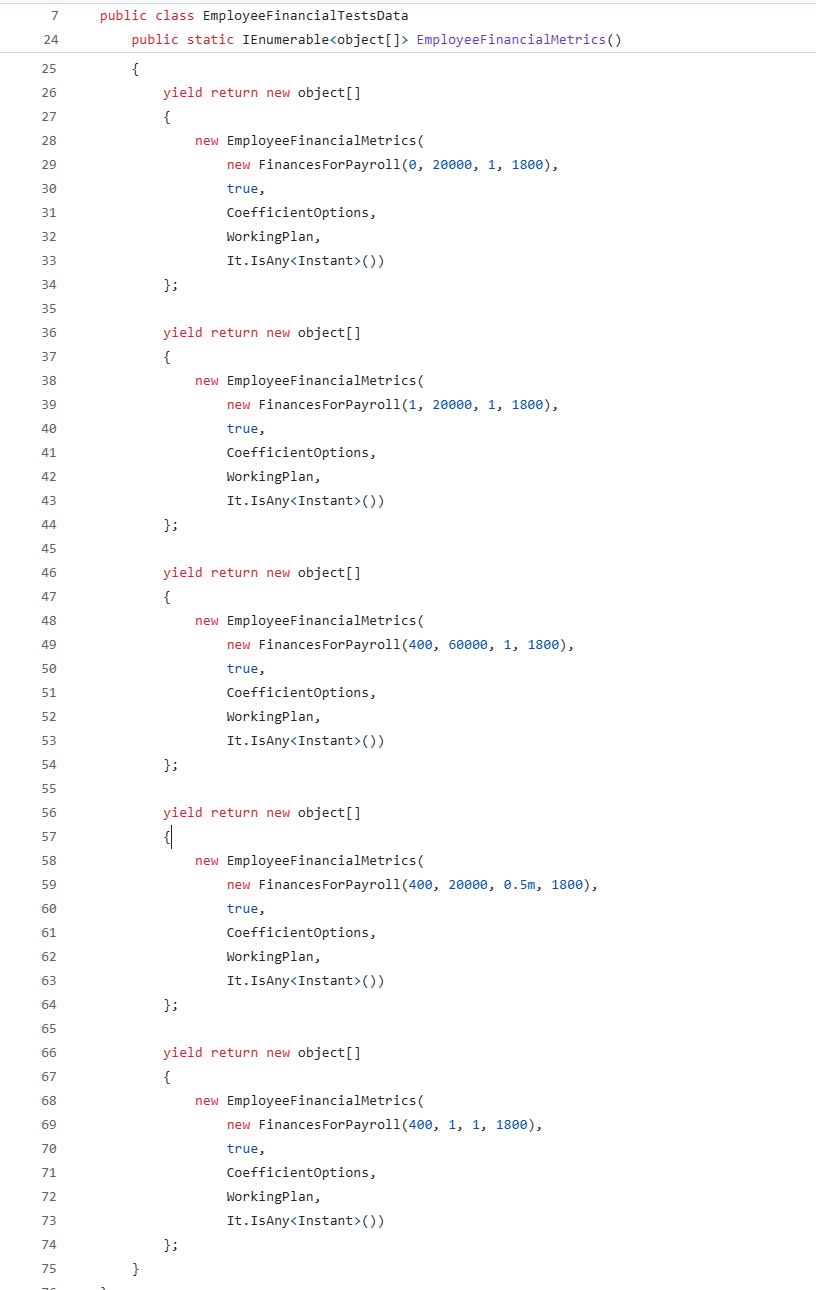 7 public class EmployeeFinancialTestsData
24 public static IEnumerable<object[]> EmployeeFinancialMetrics()
25 {
26 yield return new object[]
27 {
28 new EmployeeFinancialMetrics(
29 new FinancesForPayroll(0, 20000, 1, 1800),
30 true,
31 CoefficientOptions,
32 WorkingPlan,
33 It.IsAny<Instant>())
34 };
35
36 yield return new object[]
37 {
38 new EmployeeFinancialMetrics(
39 new FinancesForPayroll(1, 20000, 1, 1800),
40 true,
41 CoefficientOptions,
42 WorkingPlan,
43 It.IsAny<Instant>())
44 };
45
46 yield return new object[]
47 {
48 new EmployeeFinancialMetrics(
49 new FinancesForPayroll(400, 60000, 1, 1800),
50 true,
51 CoefficientOptions,
52 WorkingPlan,
53 It.IsAny<Instant>())
54 };
55
56 yield return new object[]
57 {
58 new EmployeeFinancialMetrics(
59 new FinancesForPayroll(400, 20000, 0.5m, 1800),
60 true,
61 CoefficientOptions,
62 WorkingPlan,
63 It.IsAny<Instant>())
64 };
65
66 yield return new object[]
67 {
68 new EmployeeFinancialMetrics(
69 new FinancesForPayroll(400, 1, 1, 1800),
70 true,
71 CoefficientOptions,
72 WorkingPlan,
73 It.IsAny<Instant>())
74 };
75 }